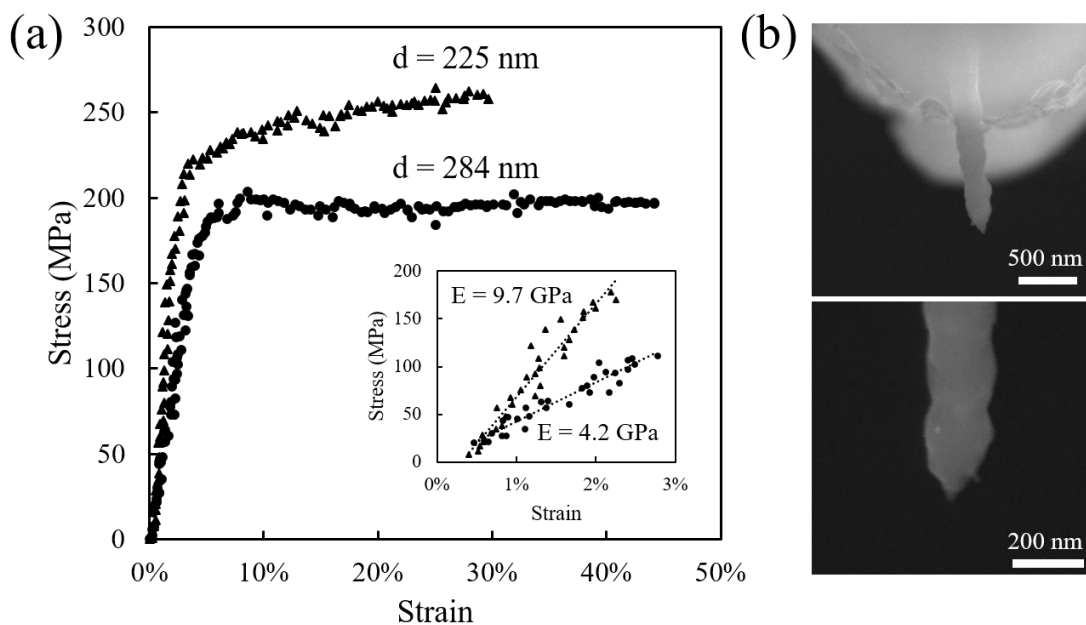 (a)
300
250
200
150
100
50
0
0%
10%
20%
30%
40%
50%
Stress (MPa)
Strain
d = 225 nm
d = 284 nm
200
150
100
50
0
0%
1%
2%
3%
Stress (MPa)
Strain
E = 9.7 GPa
E = 4.2 GPa
(b)
500 nm
200 nm